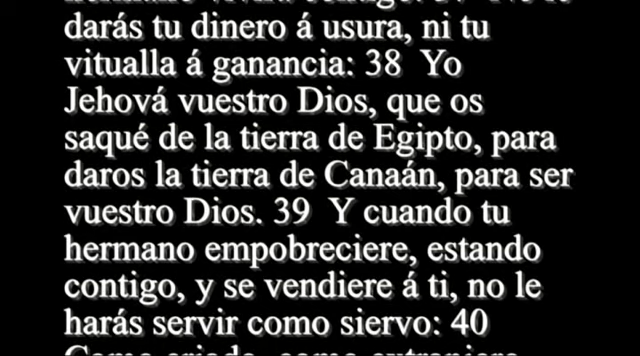 darás tu dinero á usura, ni tu
vitualla á ganancia: 38  Yo
Jehová vuestro Dios, que os
saqué de la tierra de Egipto, para
daros la tierra de Canaán, para ser
vuestro Dios. 39  Y cuando tu
hermano empobreciere, estando
contigo, y se vendiere á ti, no le
harás servir como siervo: 40